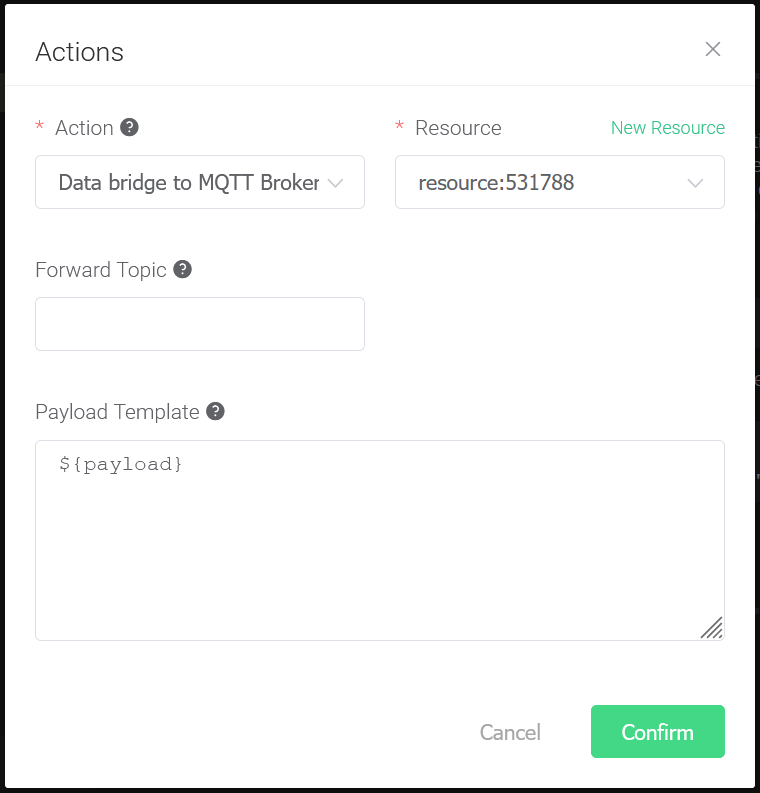 Actions
* Action ?
* Resource
New Resource
Data bridge to MQTT Broker
resource:531788
Forward Topic ?
Payload Template ?
${payload}
Cancel
Confirm